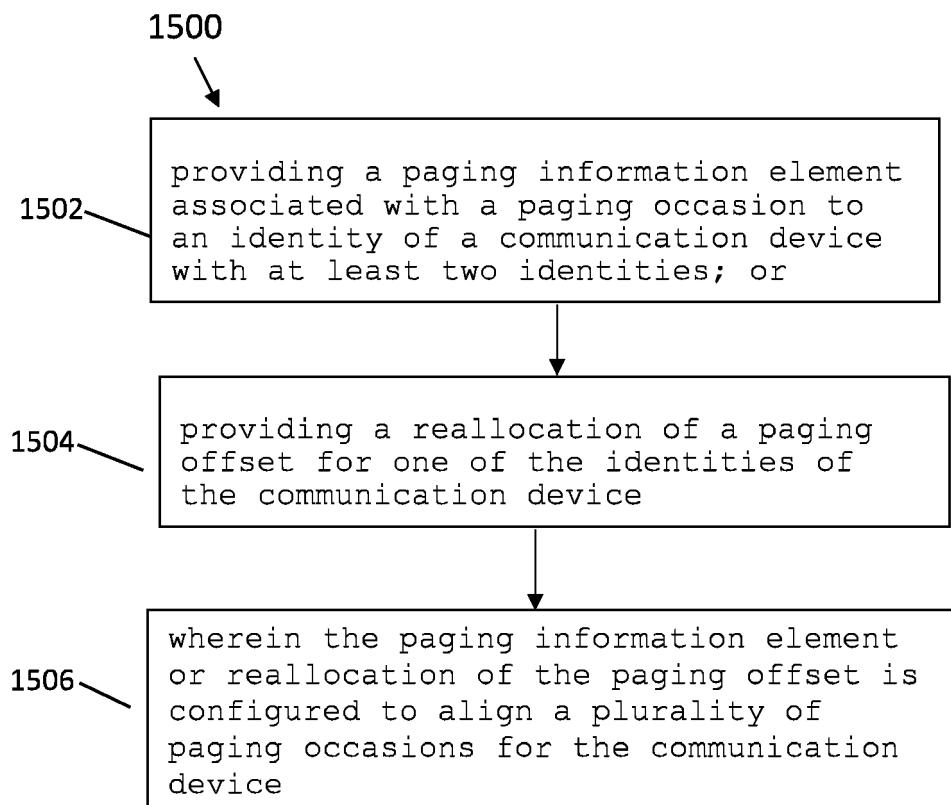 1500
1502
providing a paging information element
associated with a paging occasion to
an identity of a communication device
with at least two identities; or
1504
providing a reallocation of a paging
offset for one of the identities of
the communication device
1506
wherein the paging information element
or reallocation of the paging offset is
configured to align a plurality of
paging occasions for the communication
device